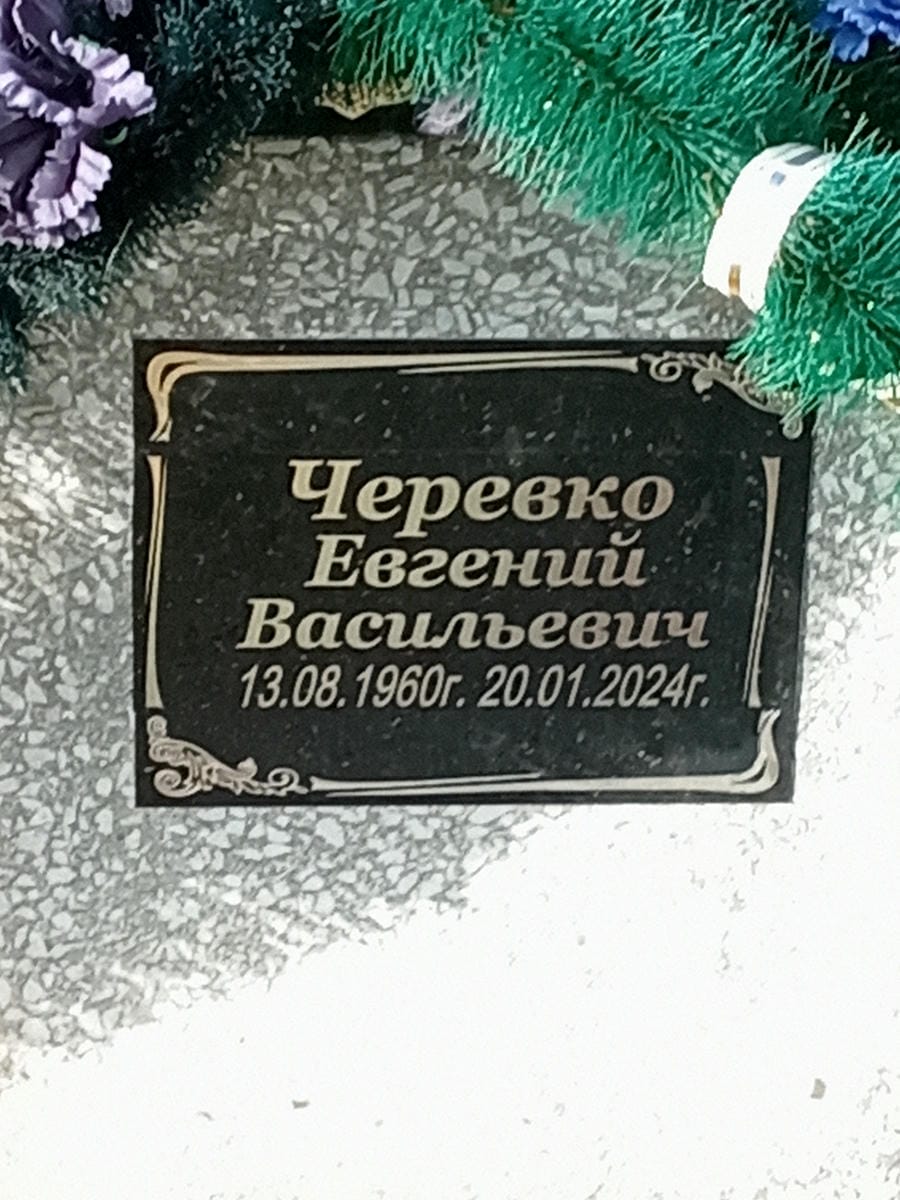 Черевко
Евгений
Васильевич
13.08.1960г. 20.01.2024г.